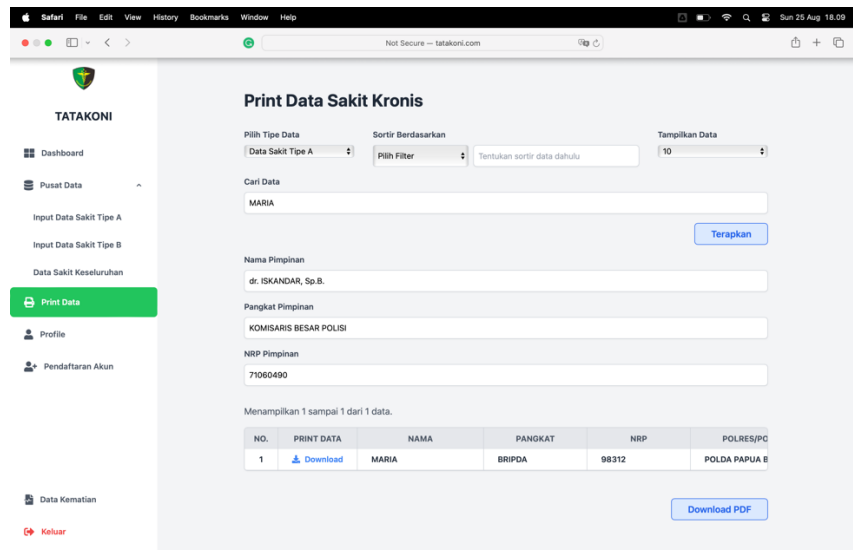 Safari File Edit View History Bookmarks Window Help Sun 25 Aug 18.09
Not Secure — tatakoni.com
TATAKONI
Dashboard
Pusat Data
Input Data Sakit Tipe A
Input Data Sakit Tipe B
Data Sakit Keseluruhan
Print Data
Profile
Pendaftaran Akun
Data Kematian
Keluar
Print Data Sakit Kronis
Pilih Tipe Data Sortir Berdasarkan Tampilkan Data
Data Sakit Tipe A Pilih Filter Tentukan sortir data dahulu 10
Cari Data
MARIA
Terapkan
Nama Pimpinan
dr. ISKANDAR, Sp.B.
Pangkat Pimpinan
KOMISARIS BESAR POLISI
NRP Pimpinan
71060490
Menampilkan 1 sampai 1 dari 1 data.
NO. PRINT DATA NAMA PANGKAT NRP POLRES/PO
1 Download MARIA BRIPDA 98312 POLDA PAPUA B
Download PDF